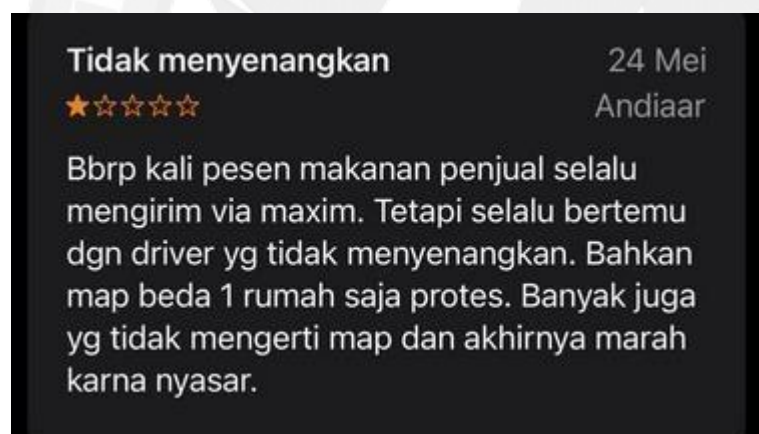 Tidak menyenangkan
24 Mei
Andiaar
Bbrp kali pesen makanan penjual selalu
mengirim via maxim. Tetapi selalu bertemu
dgn driver yg tidak menyenangkan. Bahkan
map beda 1 rumah saja protes. Banyak juga
yg tidak mengerti map dan akhirnya marah
karna nyasar.